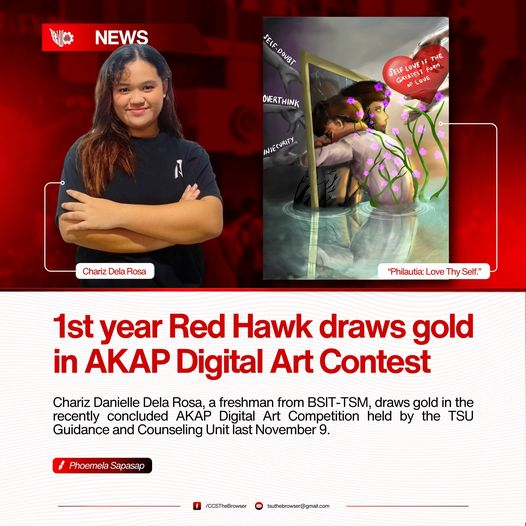 NEWS
SELF-DOUBT
OVERTHINK
INSECURITY
SELF LOVE IS THE
GREATEST FORM
OF LOVE
Chariz Dela Rosa
"Philautia: Love Thy Self."
1st year Red Hawk draws gold
in AKAP Digital Art Contest
Chariz Danielle Dela Rosa, a freshman from BSIT-TSM, draws gold in the
recently concluded AKAP Digital Art Competition held by the TSU
Guidance and Counseling Unit last November 9.
Phoemela Sapasap
/CCSTheBrowser
tsuthebrowser@gmail.com